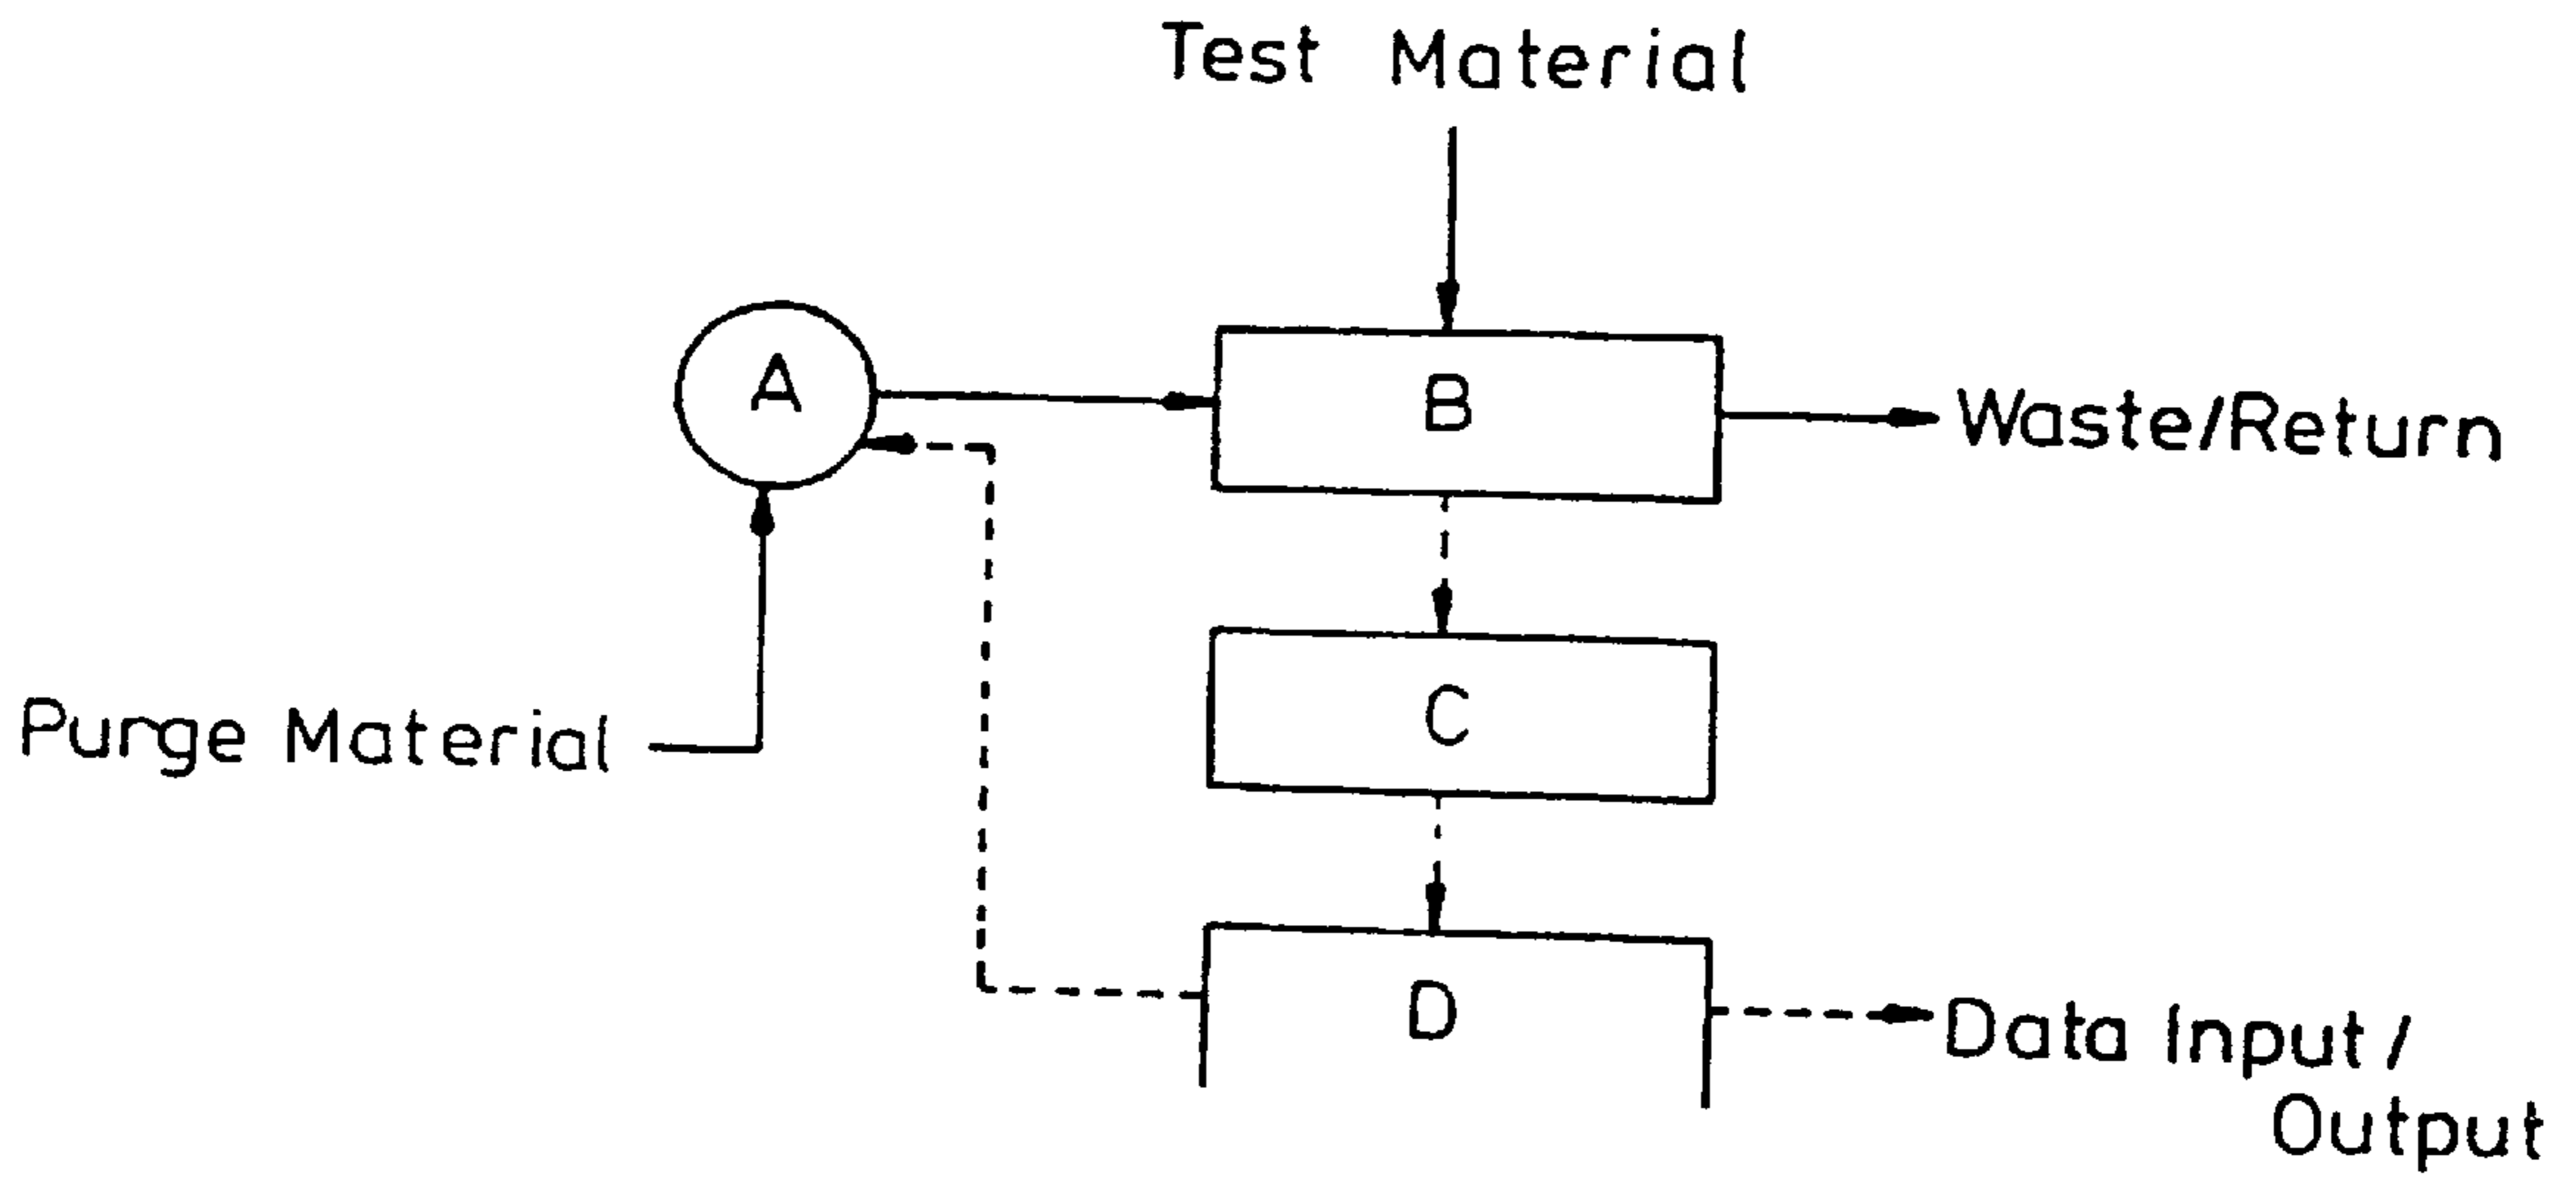 Test Material
A
B
Waste/Return
Purge Material
C
D
Data Input/
Output